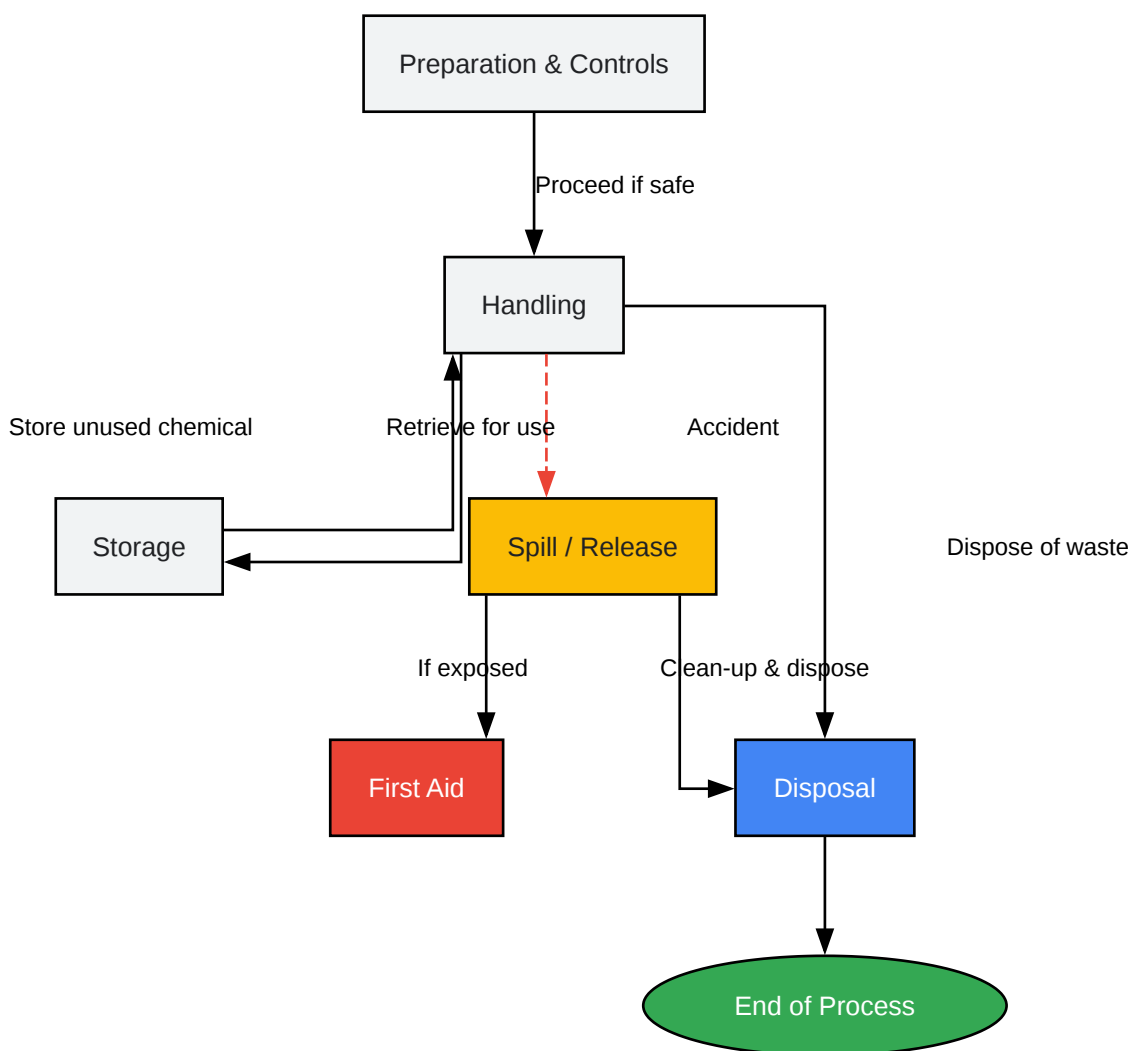 Preparation & Controls
Proceed if safe
Handling
Store unused chemical
Retrieve for use
Accident
Storage
Spill / Release
Dispose of waste
If exposed
Clean-up & dispose
First Aid
Disposal
End of Process